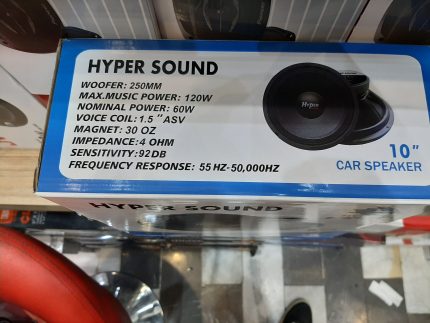 HYPER SOUND
WOOFER: 250MM
MAX.MUSIC POWER: 120W
NOMINAL POWER: 60W
VOICE COIL: 1.5 "ASV
MAGNET: 30 OZ
IMPEDANCE: 4 OHM
SENSITIVITY: 92DB
FREQUENCY RESPONSE: 55 HZ-50,000HZ
Hyper
10"
CAR SPEAKER
HYPER SOUND